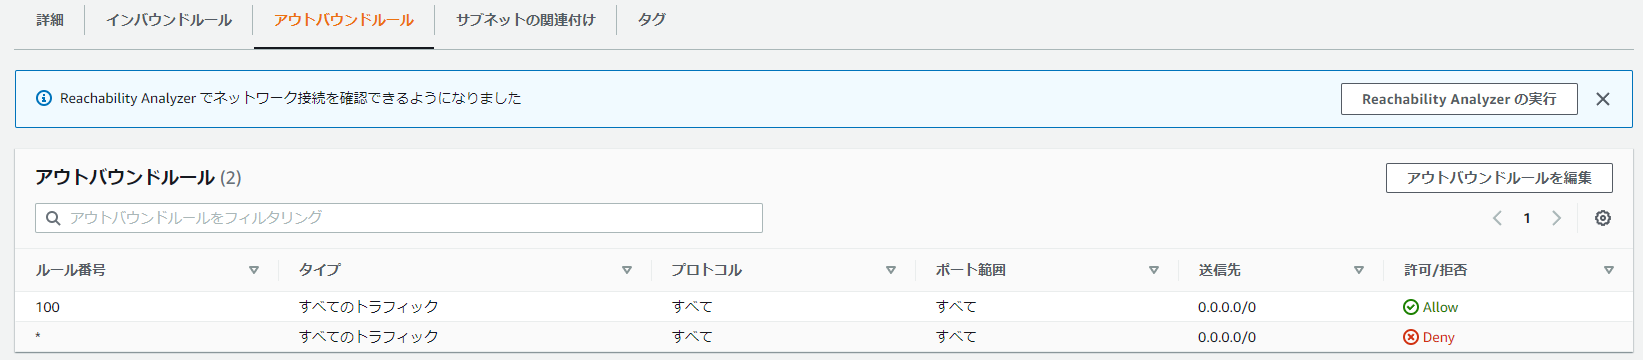 詳細 インバウンドルール アウトバウンドルール サブネットの関連付け タグ
Reachability Analyzer でネットワーク接続を確認できるようになりました Reachability Analyzer の実行
アウトバウンドルール (2) アウトバウンドルールを編集
アウトバウンドルールをフィルタリング 1
ルール番号 タイプ プロトコル ポート範囲 送信先 許可/拒否
100 すべてのトラフィック すべて すべて 0.0.0.0/0 Allow
* すべてのトラフィック すべて すべて 0.0.0.0/0 Deny